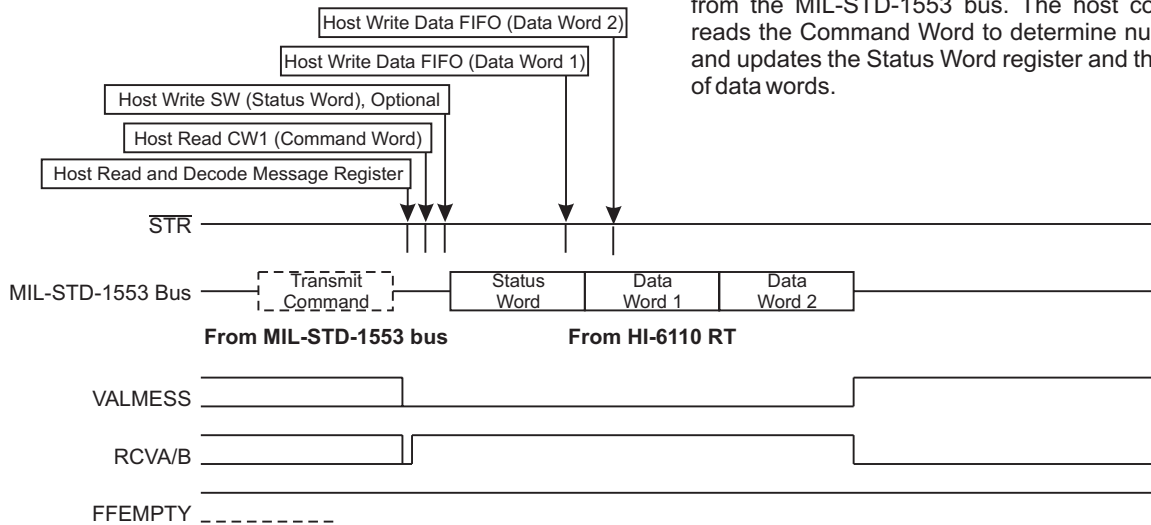 from the MIL-STD-1553 bus. The host co
reads the Command Word to determine nu
and updates the Status Word register and th
of data words.
Host Write Data FIFO (Data Word 2)
Host Write Data FIFO (Data Word 1)
Host Write SW (Status Word), Optional
Host Read CW1 (Command Word)
Host Read and Decode Message Register
STR
MIL-STD-1553 Bus
Transmit
Command
Status
Word
Data
Word 1
Data
Word 2
From MIL-STD-1553 bus
From HI-6110 RT
VALMESS
RCVA/B
FFEMPTY